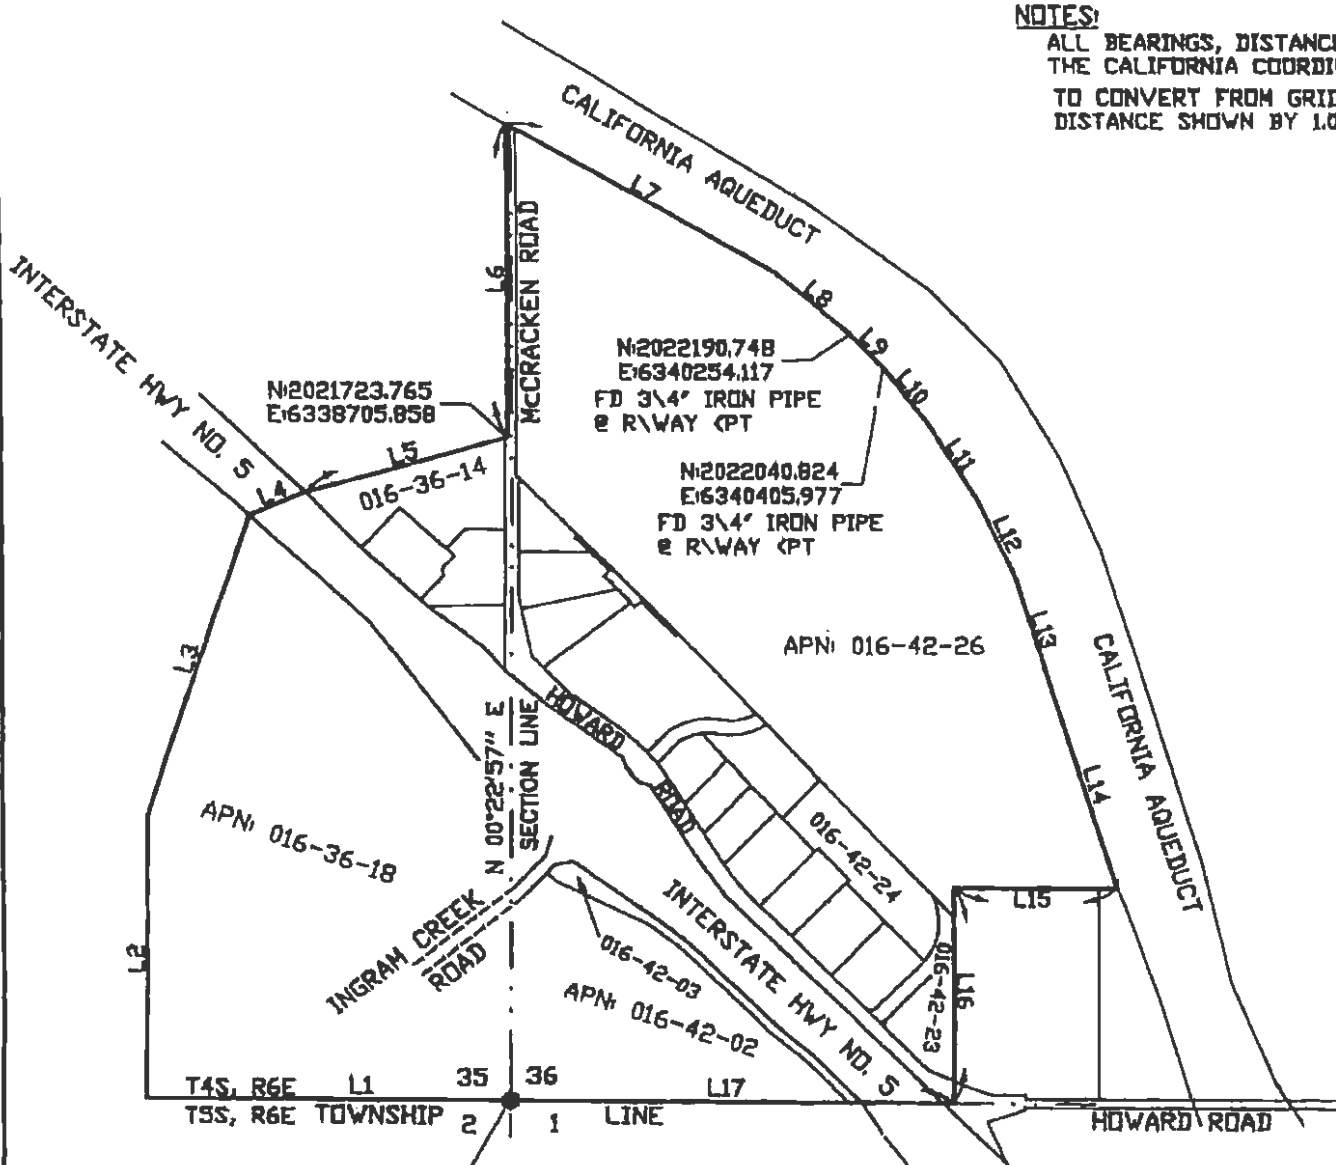 NOTES:
ALL BEARINGS, DISTANC
THE CALIFORNIA COORDI
TO CONVERT FROM GRID
DISTANCE SHOWN BY 1.0
CALIFORNIA AQUEDUCT
L7
McCRACKEN ROAD
L6
INTERSTATE HWY NO. 5
L8
L9
N:2022190.748
E:6340254.117
FD 3\4" IRON PIPE
@ R\WAY <PT
L10
N:2021723.765
E:6338705.858
L5
L4
016-36-14
L11
N:2022040.824
E:6340405.977
FD 3\4" IRON PIPE
@ R\WAY <PT
L12
L3
L13
APN: 016-42-26
CALIFORNIA AQUEDUCT
HOWARD
ROAD
N 00°22'57" E
SECTION LINE
L14
APN: 016-36-18
016-42-24
L15
INGRAM CREEK
ROAD
L2
016-42-03
INTERSTATE HWY NO. 5
016-42-23
L16
APN: 016-42-02
T4S, R6E L1 35 36 L17
T5S, R6E TOWNSHIP 2 1 LINE
HOWARD ROAD